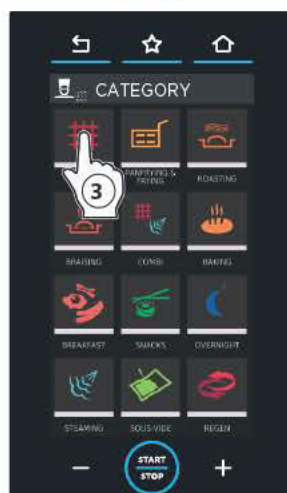 CATEGORY
PANFRYING & FRYING
ROASTING
3
BRAISING
COMBI
BAKING
BREAKFAST
SNACKS
OVERNIGHT
STEAMING
SOUS-VIDE
REGEN
START
STOP